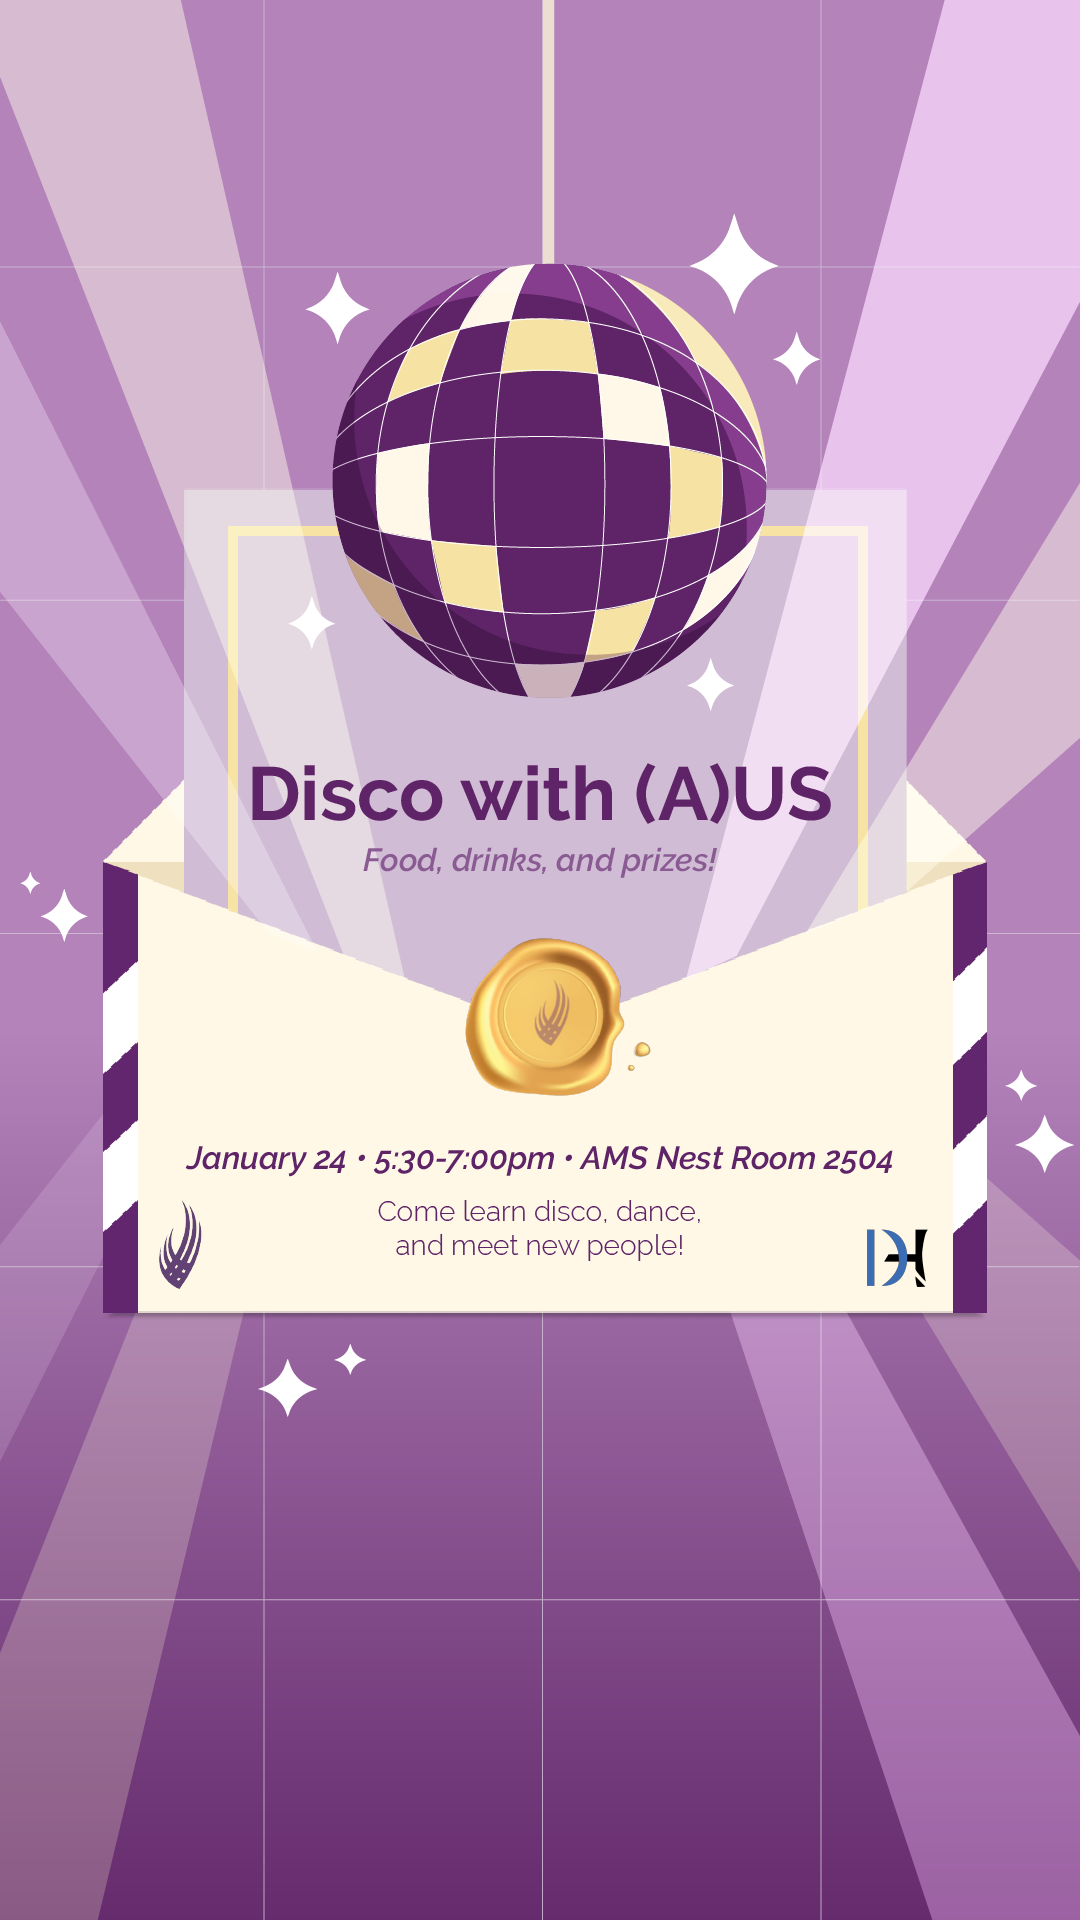 Disco with (A)US
Food, drinks, and prizes!
January 24 • 5:30-7:00pm • AMS Nest Room 2504
Come learn disco, dance,
and meet new people!